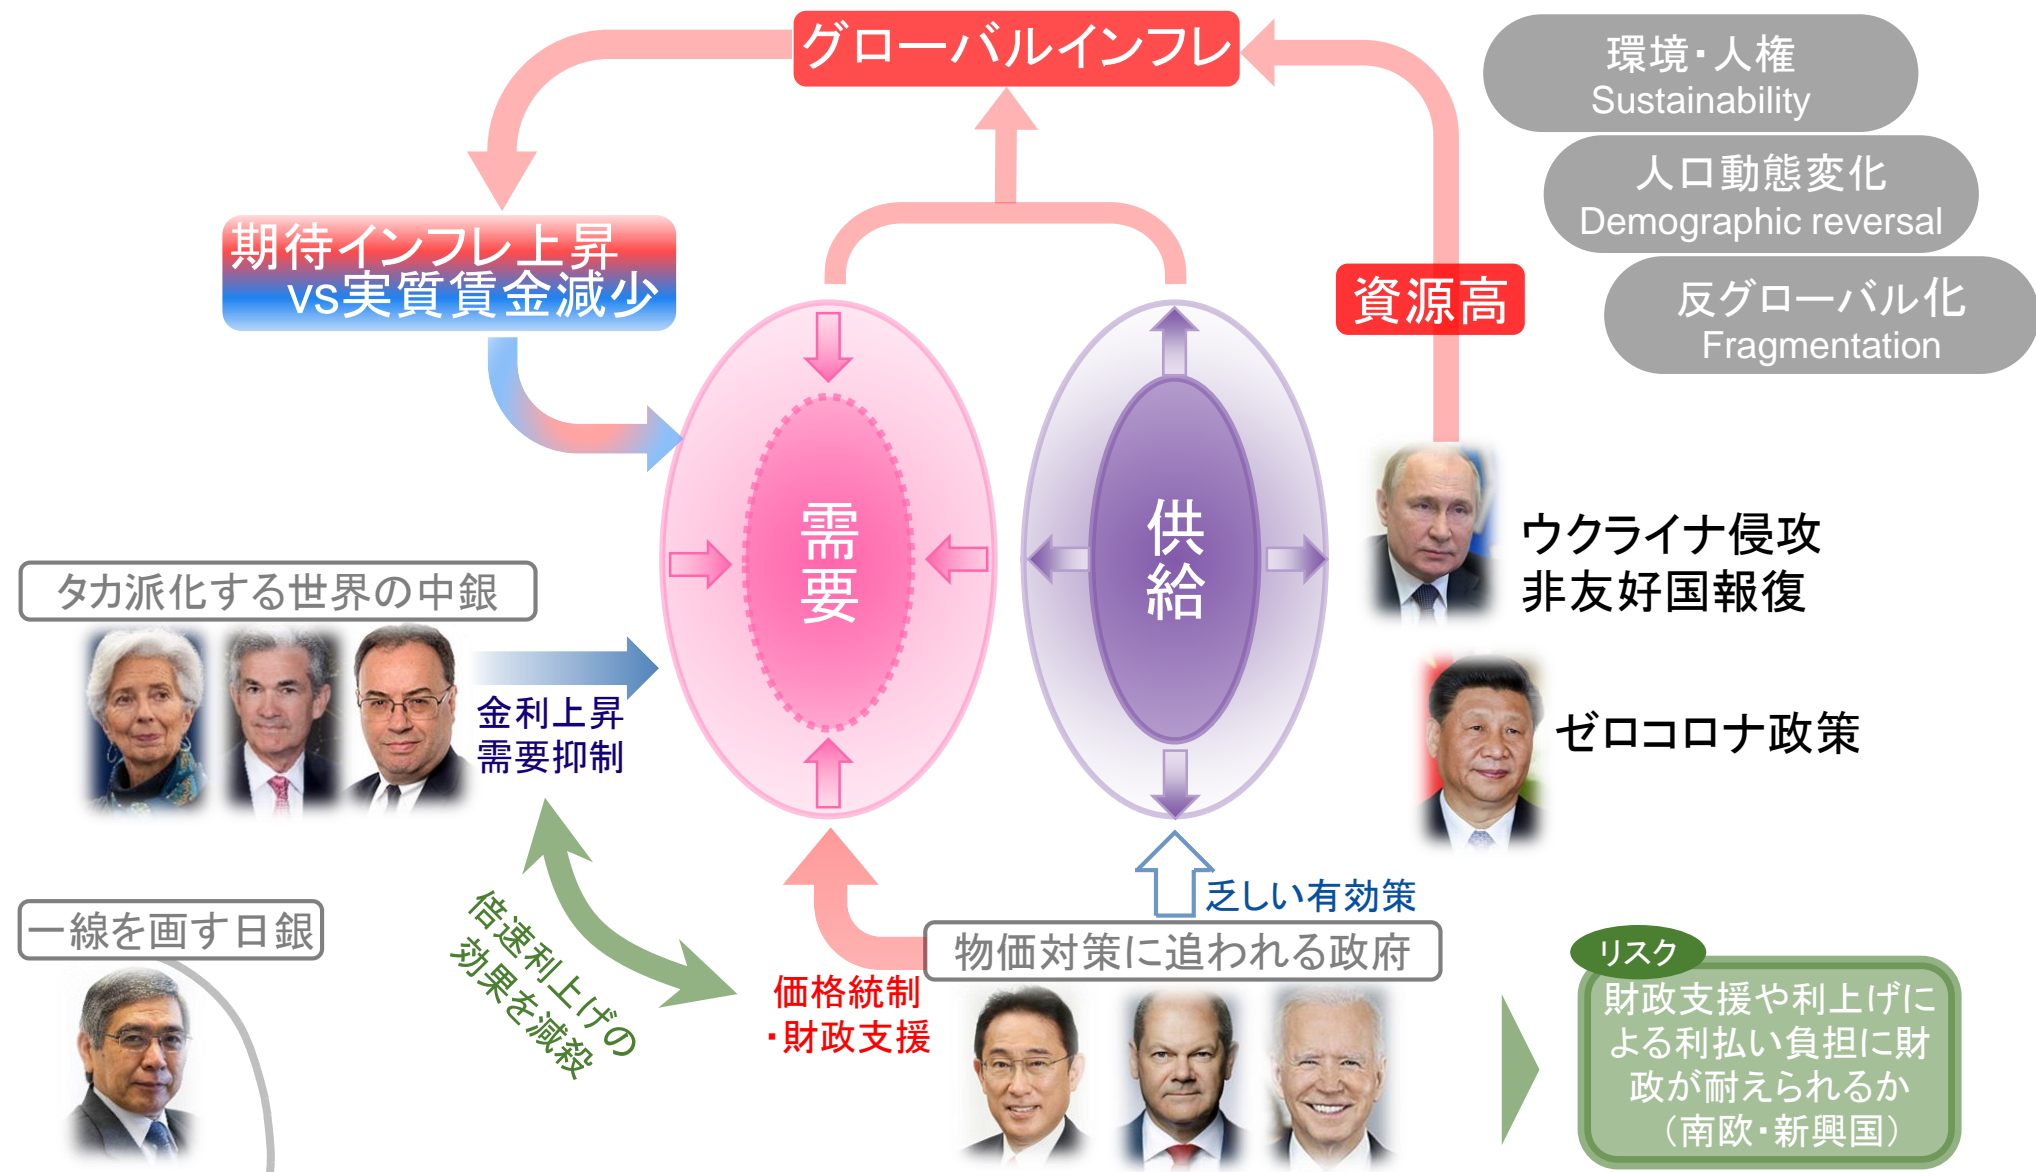 グローバルインフレ
環境・人権
Sustainability
人口動態変化
Demographic reversal
反グローバル化
Fragmentation
期待インフレ上昇
vs実質賃金減少
資源高
需要
供給
ウクライナ侵攻
非友好国報復
タカ派化する世界の中銀
金利上昇
需要抑制
ゼロコロナ政策
乏しい有効策
一線を画す日銀
倍速利上げの
効果を減殺
物価対策に追われる政府
価格統制
・財政支援
リスク
財政支援や利上げに
よる利払い負担に財
政が耐えられるか
（南欧・新興国）